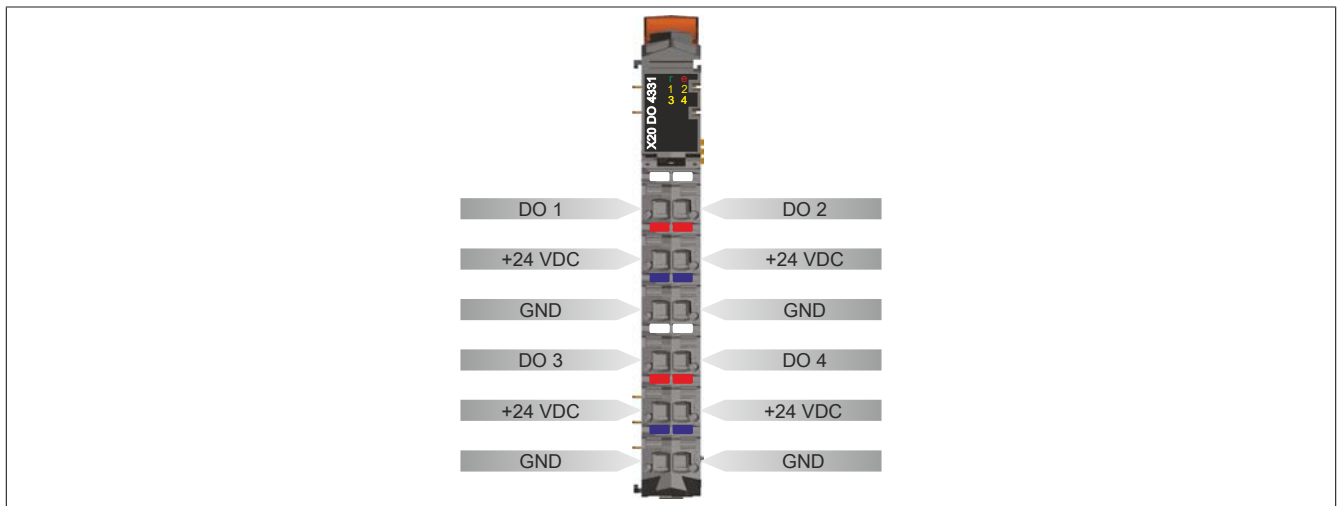 X20 DO 4331
r e
1 2
3 4
DO 1 DO 2
+24 VDC +24 VDC
GND GND
DO 3 DO 4
+24 VDC +24 VDC
GND GND